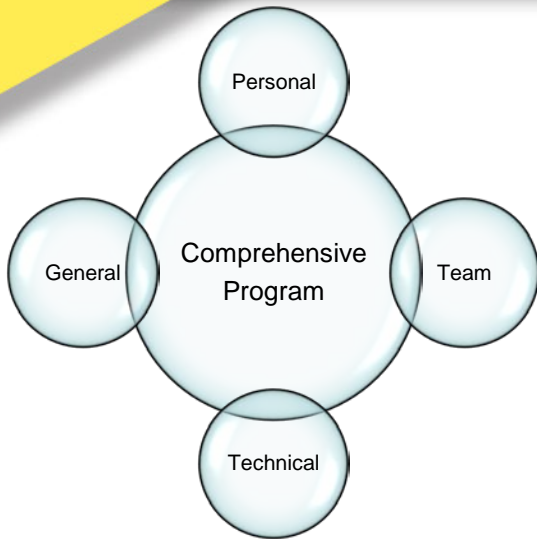 Personal
General
Comprehensive
Program
Team
Technical